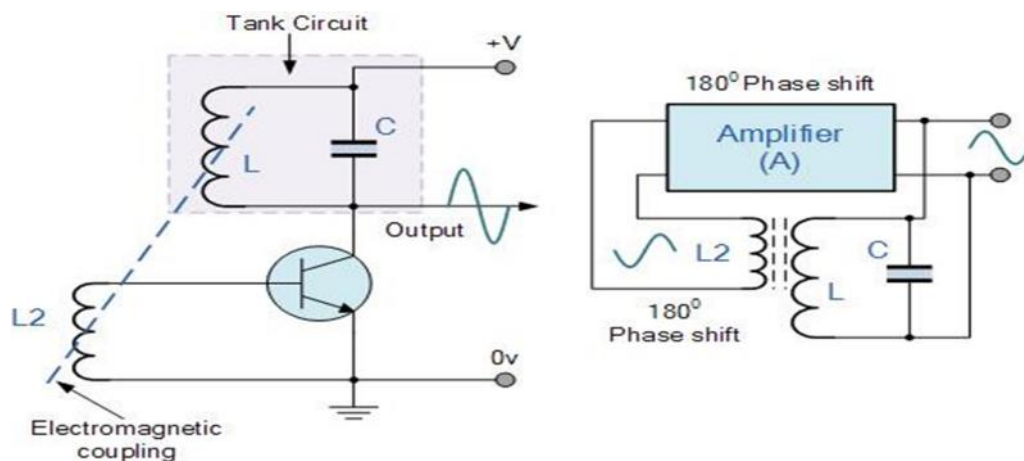 Tank Circuit
+V
C
L
Output
L2
0v
Electromagnetic
coupling
180⁰ Phase shift
Amplifier
(A)
L2
C
L
180⁰
Phase shift